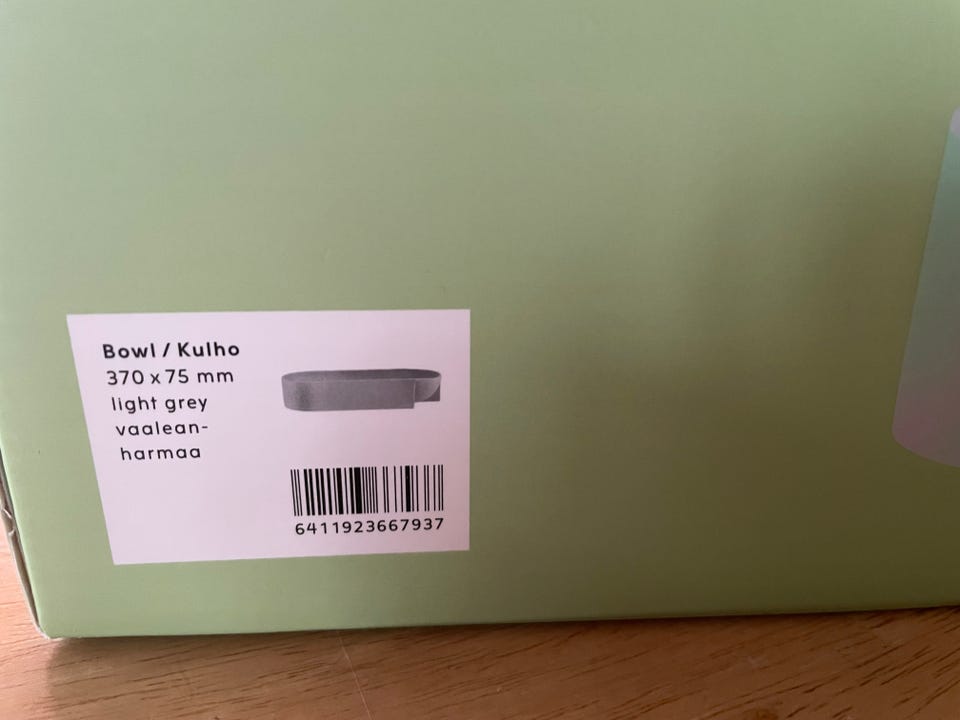 Bowl / Kulho
370 x 75 mm
light grey
vaalean-
harmaa
6411923667937